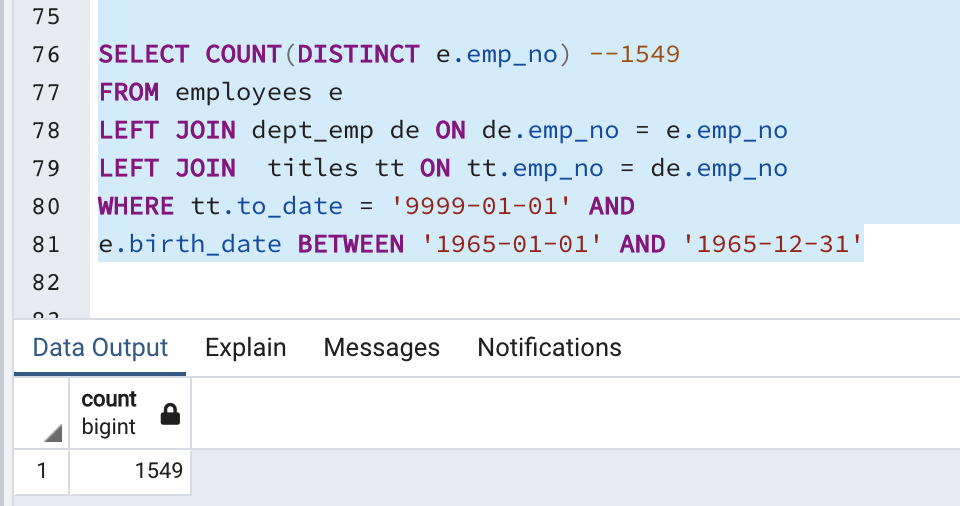 75
76 SELECT COUNT(DISTINCT e.emp_no) --1549
77 FROM employees e
78 LEFT JOIN dept_emp de ON de.emp_no = e.emp_no
79 LEFT JOIN  titles tt ON tt.emp_no = de.emp_no
80 WHERE tt.to_date = '9999-01-01' AND
81 e.birth_date BETWEEN '1965-01-01' AND '1965-12-31'
82
Data Output Explain Messages Notifications
count
bigint
1 1549